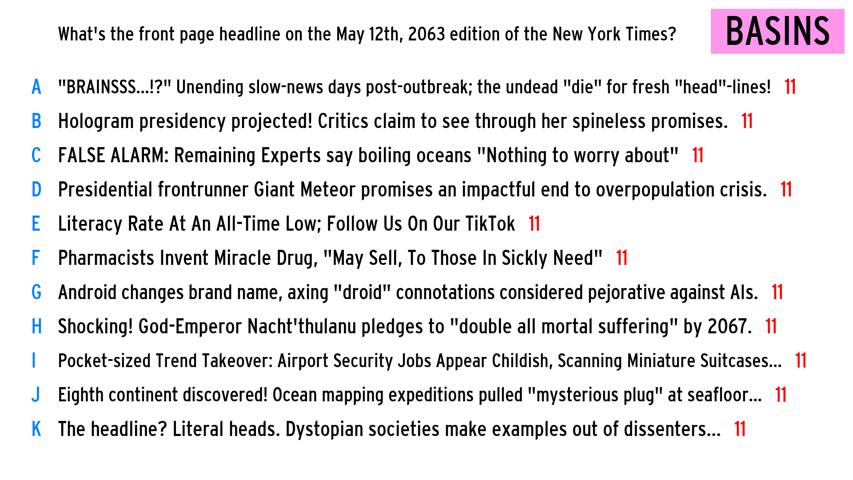 What's the front page headline on the May 12th, 2063 edition of the New York Times?
BASINS
A "BRAINSSS...!?" Unending slow-news days post-outbreak; the undead "die" for fresh "head"-lines! 11
B Hologram presidency projected! Critics claim to see through her spineless promises. 11
C FALSE ALARM: Remaining Experts say boiling oceans "Nothing to worry about" 11
D Presidential frontrunner Giant Meteor promises an impactful end to overpopulation crisis. 11
E Literacy Rate At An All-Time Low; Follow Us On Our TikTok 11
F Pharmacists Invent Miracle Drug, "May Sell, To Those In Sickly Need" 11
G Android changes brand name, axing "droid" connotations considered pejorative against AIs. 11
H Shocking! God-Emperor Nacht'thulanu pledges to "double all mortal suffering" by 2067. 11
I Pocket-sized Trend Takeover: Airport Security Jobs Appear Childish, Scanning Miniature Suitcases... 11
J Eighth continent discovered! Ocean mapping expeditions pulled "mysterious plug" at seafloor... 11
K The headline? Literal heads. Dystopian societies make examples out of dissenters... 11